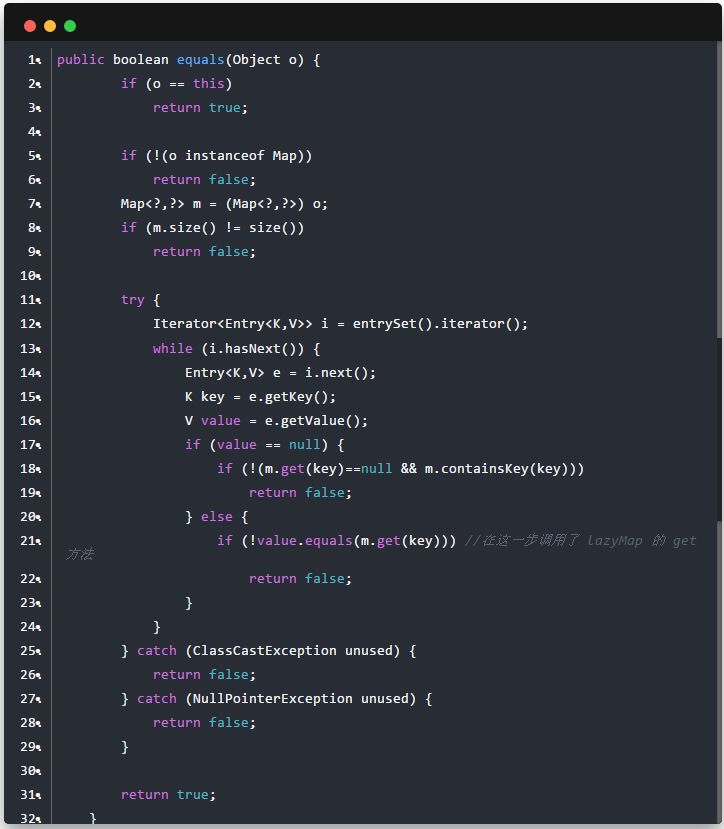 1 public boolean equals(Object o) {
2         if (o == this)
3             return true;
4
5         if (!(o instanceof Map))
6             return false;
7         Map<?,?> m = (Map<?,?>) o;
8         if (m.size() != size())
9             return false;
10
11         try {
12             Iterator<Entry<K,V>> i = entrySet().iterator();
13             while (i.hasNext()) {
14                 Entry<K,V> e = i.next();
15                 K key = e.getKey();
16                 V value = e.getValue();
17                 if (value == null) {
18                     if (!(m.get(key)==null && m.containsKey(key)))
19                         return false;
20                 } else {
21                     if (!value.equals(m.get(key))) //在这一步调用了 lazyMap 的 get
方法
22                         return false;
23                 }
24             }
25         } catch (ClassCastException unused) {
26             return false;
27         } catch (NullPointerException unused) {
28             return false;
29         }
30
31         return true;
32     }